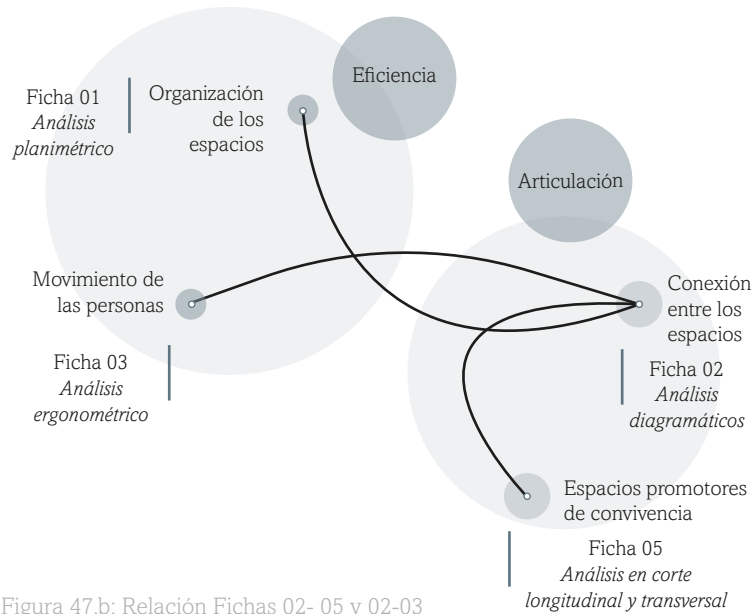 Eficiencia
Ficha 01
Análisis
planimétrico
Organización
de los
espacios
Articulación
Movimiento de
las personas
Conexión
entre los
espacios
Ficha 03
Análisis
ergonométrico
Ficha 02
Análisis
diagramáticos
Espacios promotores
de convivencia
Ficha 05
Análisis en corte
longitudinal y transversal
Figura 47.b: Relación Fichas 02- 05 y 02-03